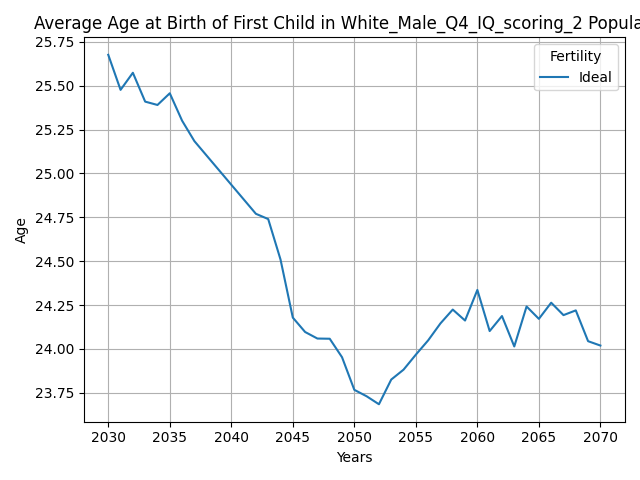 Average Age at Birth of First Child in White_Male_Q4_IQ_scoring_2 Popula
Fertility
Ideal
25.75
25.50
25.25
25.00
24.75
24.50
24.25
24.00
23.75
Age
2030 2035 2040 2045 2050 2055 2060 2065 2070
Years